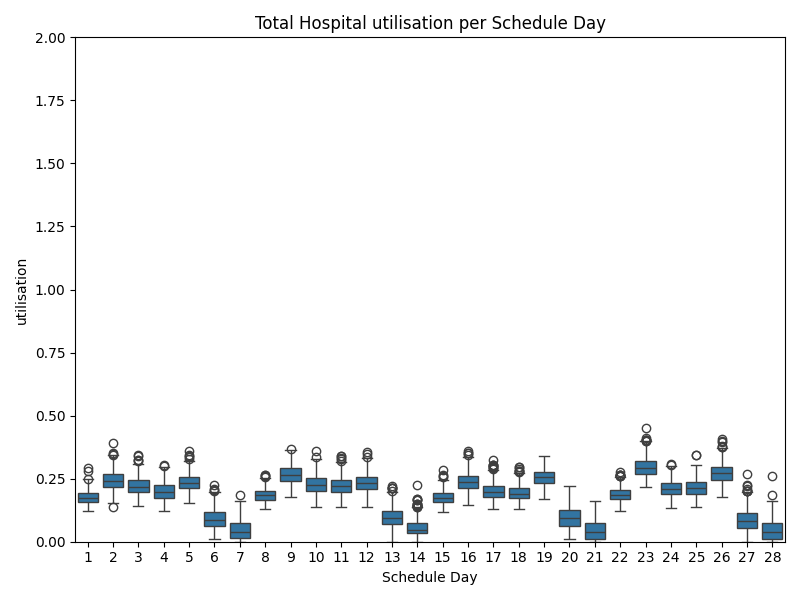 Total Hospital utilisation per Schedule Day
2.00
1.75
1.50
1.25
1.00
0.75
0.50
0.25
0.00
utilisation
1 2 3 4 5 6 7 8 9 10 11 12 13 14 15 16 17 18 19 20 21 22 23 24 25 26 27 28
Schedule Day